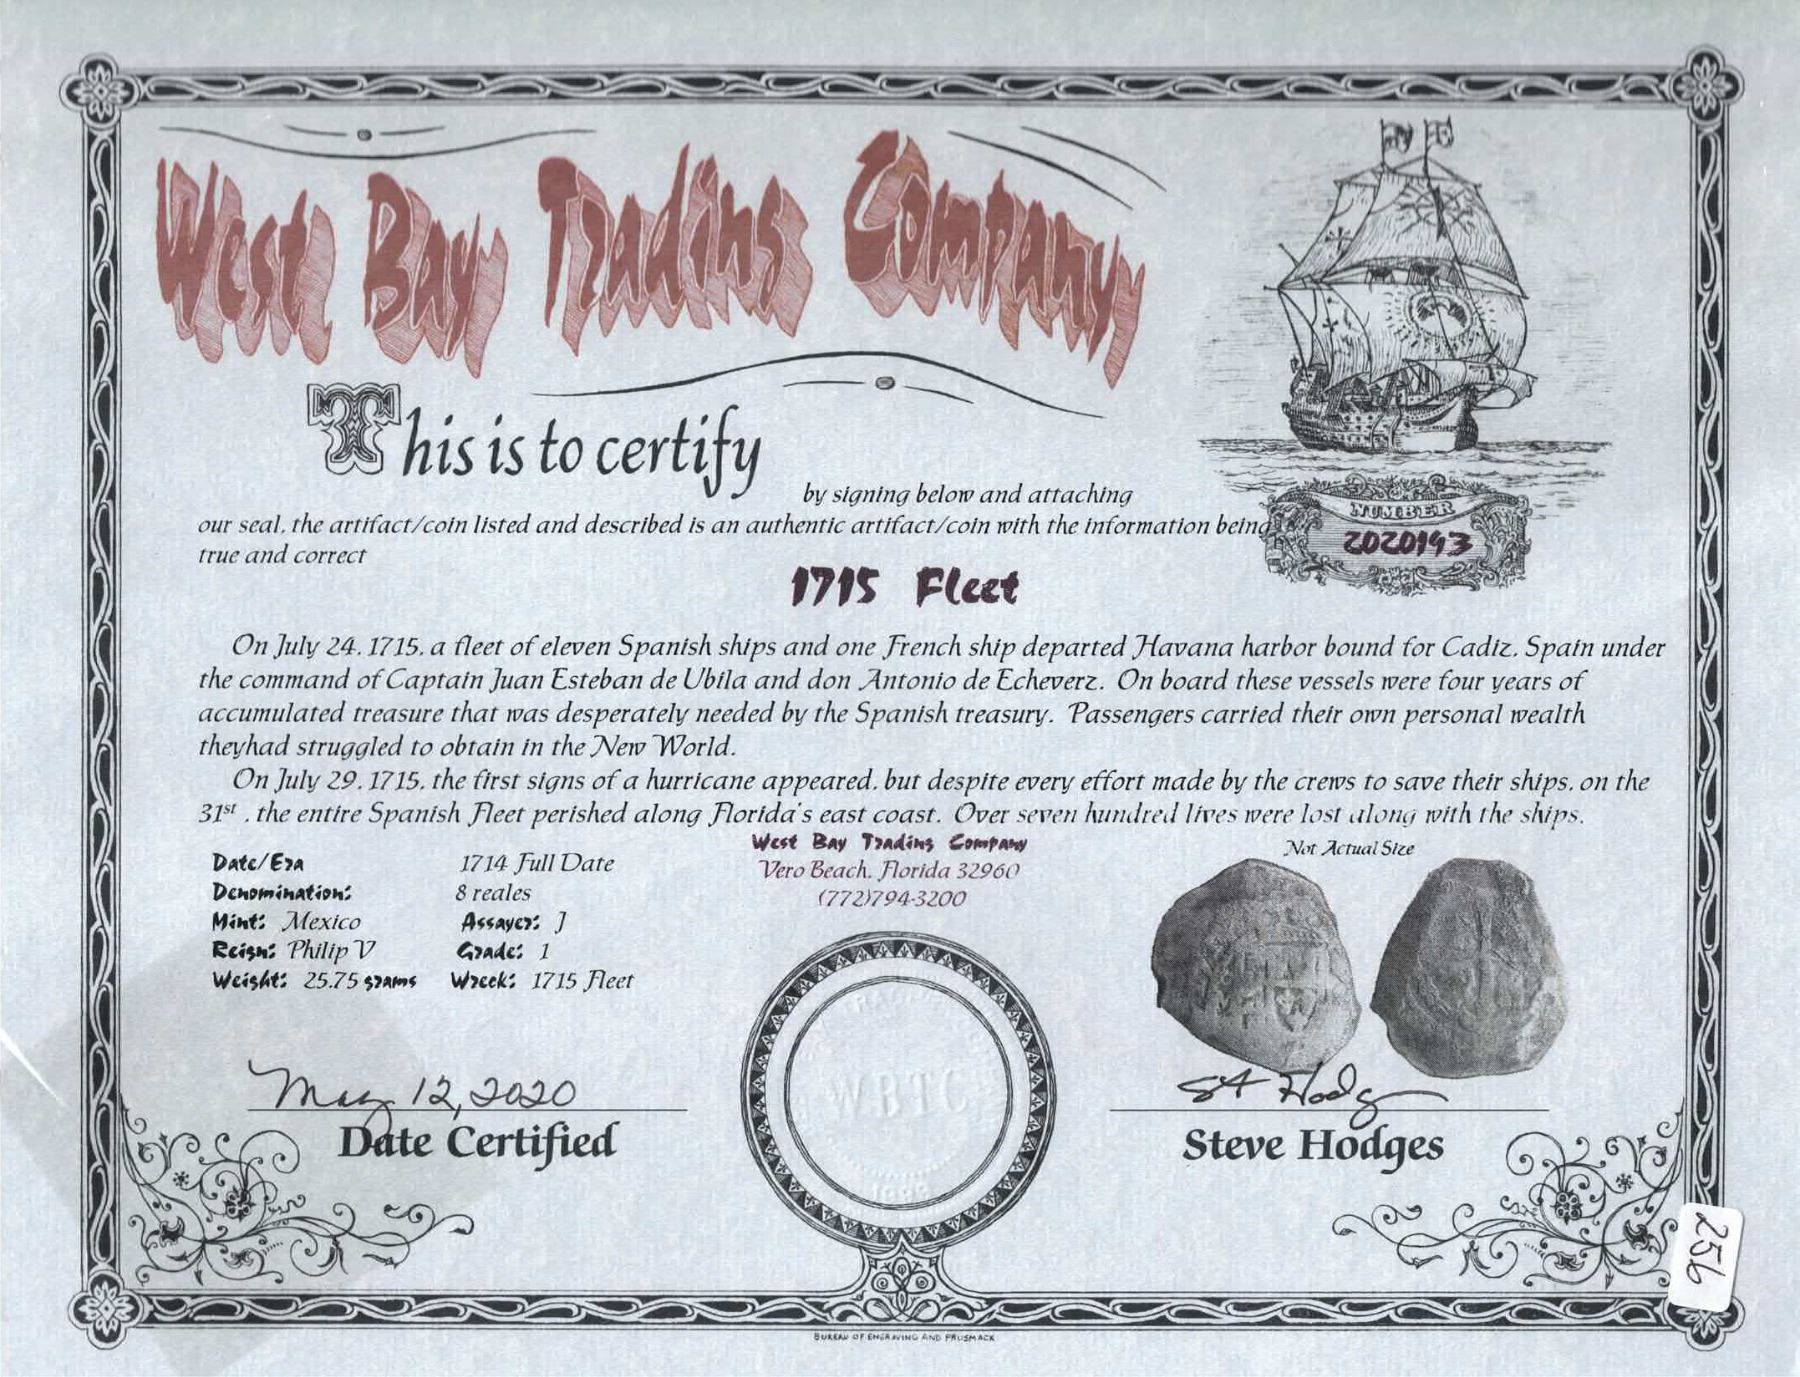 West Bay Trading Company
This is to certify
by signing below and attaching
our seal, the artifact/coin listed and described is an authentic artifact/coin with the information being
true and correct
NUMBER
2020193
1715 Fleet
On July 24, 1715, a fleet of eleven Spanish ships and one French ship departed Havana harbor bound for Cadiz, Spain under
the command of Captain Juan Esteban de Ubila and don Antonio de Echeverz. On board these vessels were four years of
accumulated treasure that was desperately needed by the Spanish treasury. Passengers carried their own personal wealth
theyhad struggled to obtain in the New World.
On July 29, 1715, the first signs of a hurricane appeared, but despite every effort made by the crews to save their ships, on the
31st, the entire Spanish Fleet perished along Florida's east coast. Over seven hundred lives were lost along with the ships.
West Bay Trading Company
Vero Beach, Florida 32960
(772)794-3200
Not Actual Size
Date/Era 1714 Full Date
Denomination: 8 reales
Mint: Mexico Assayer: J
Reign: Philip V Grade: 1
Weight: 25.75 grams Wreck: 1715 Fleet
WBTC
May 12, 2020
Date Certified
St Hodges
Steve Hodges
256
BUREAU OF ENGRAVING AND PRUSMACK